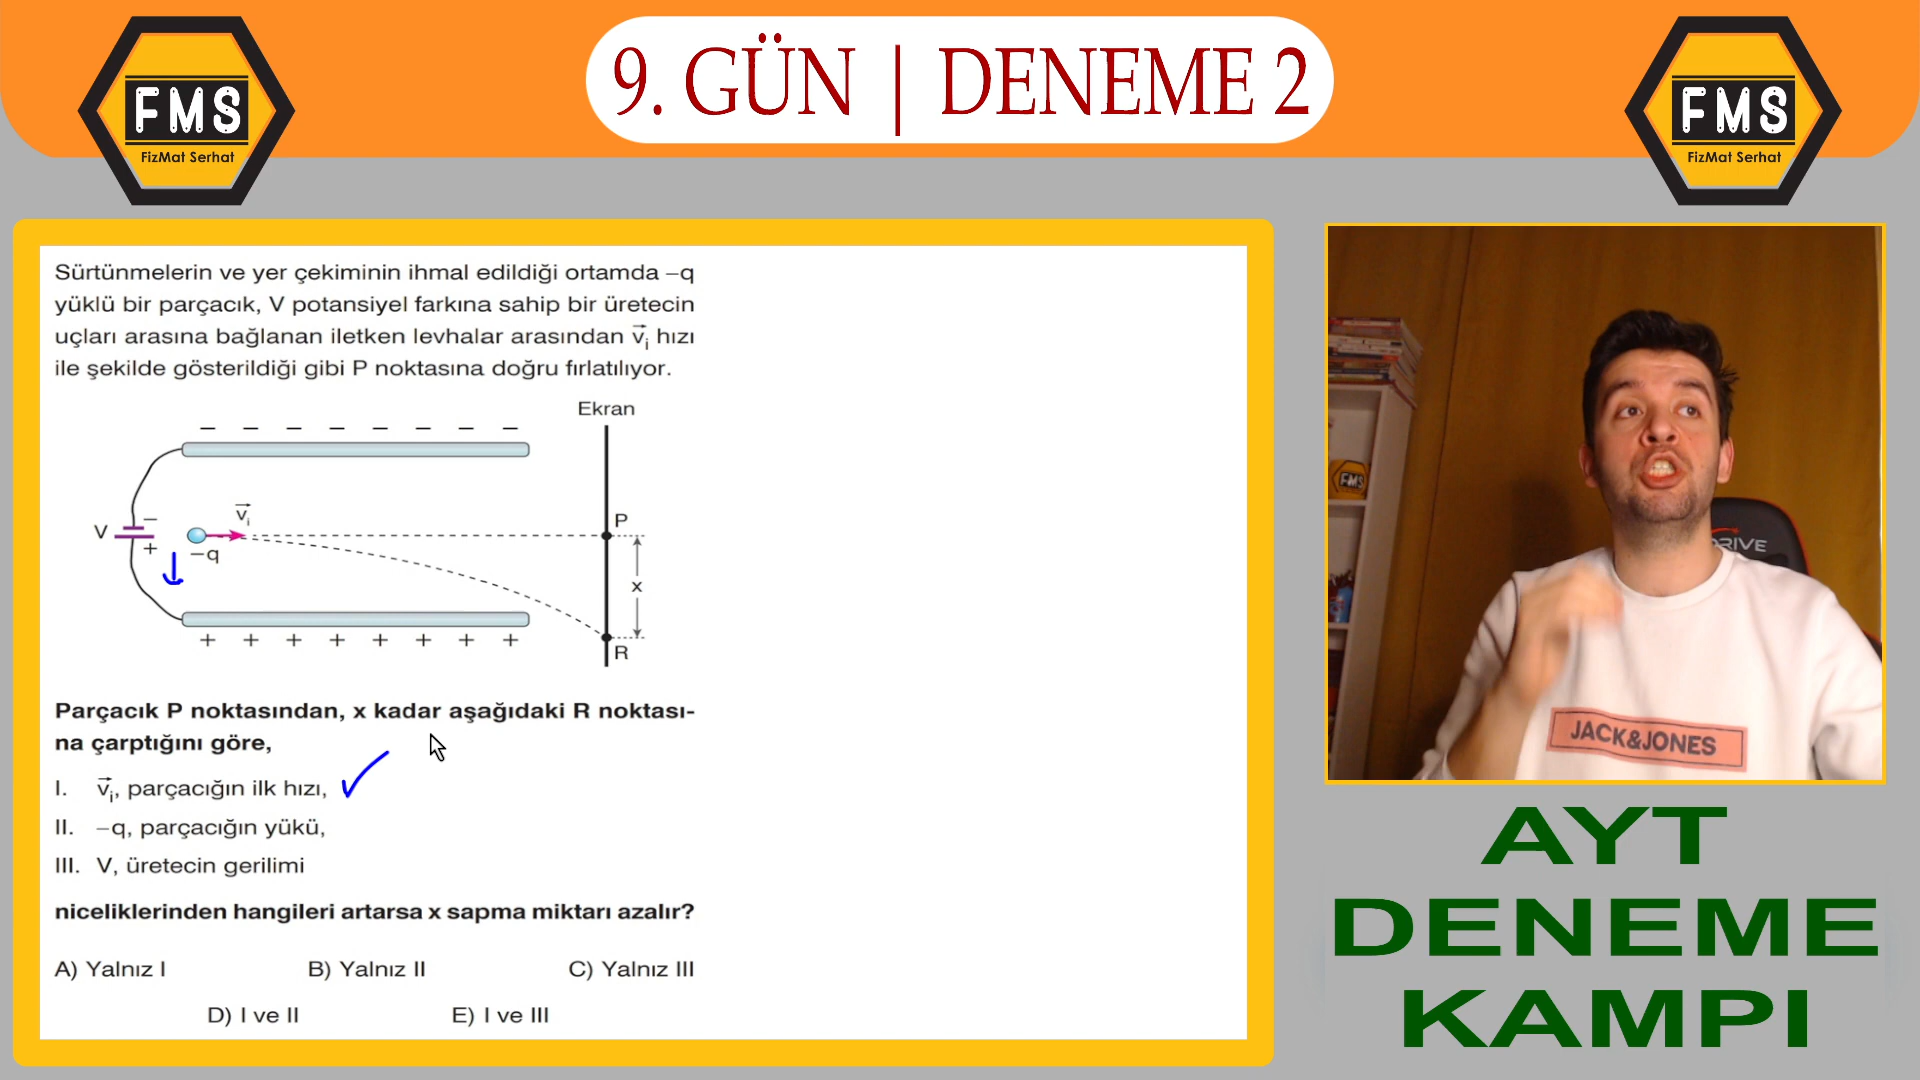 FMS
FizMat Serhat
9. GÜN | DENEME 2
FMS
FizMat Serhat
Sürtünmelerin ve yer çekiminin ihmal edildiği ortamda –q
yüklü bir parçacık, V potansiyel farkına sahip bir üretecin
uçları arasına bağlanan iletken levhalar arasından v⃗i hızı
ile şekilde gösterildiği gibi P noktasına doğru fırlatılıyor.
Ekran
– – – – – – – –
v⃗i
P
V
–
+
–q
x
+ + + + + + + +
R
Parçacık P noktasından, x kadar aşağıdaki R noktası-
na çarptığını göre,
I. v⃗i, parçacığın ilk hızı,
II. –q, parçacığın yükü,
III. V, üretecin gerilimi
niceliklerinden hangileri artarsa x sapma miktarı azalır?
A) Yalnız I B) Yalnız II C) Yalnız III
D) I ve II E) I ve III
FMS
DRIVE
JACK&JONES
AYT
DENEME
KAMPI